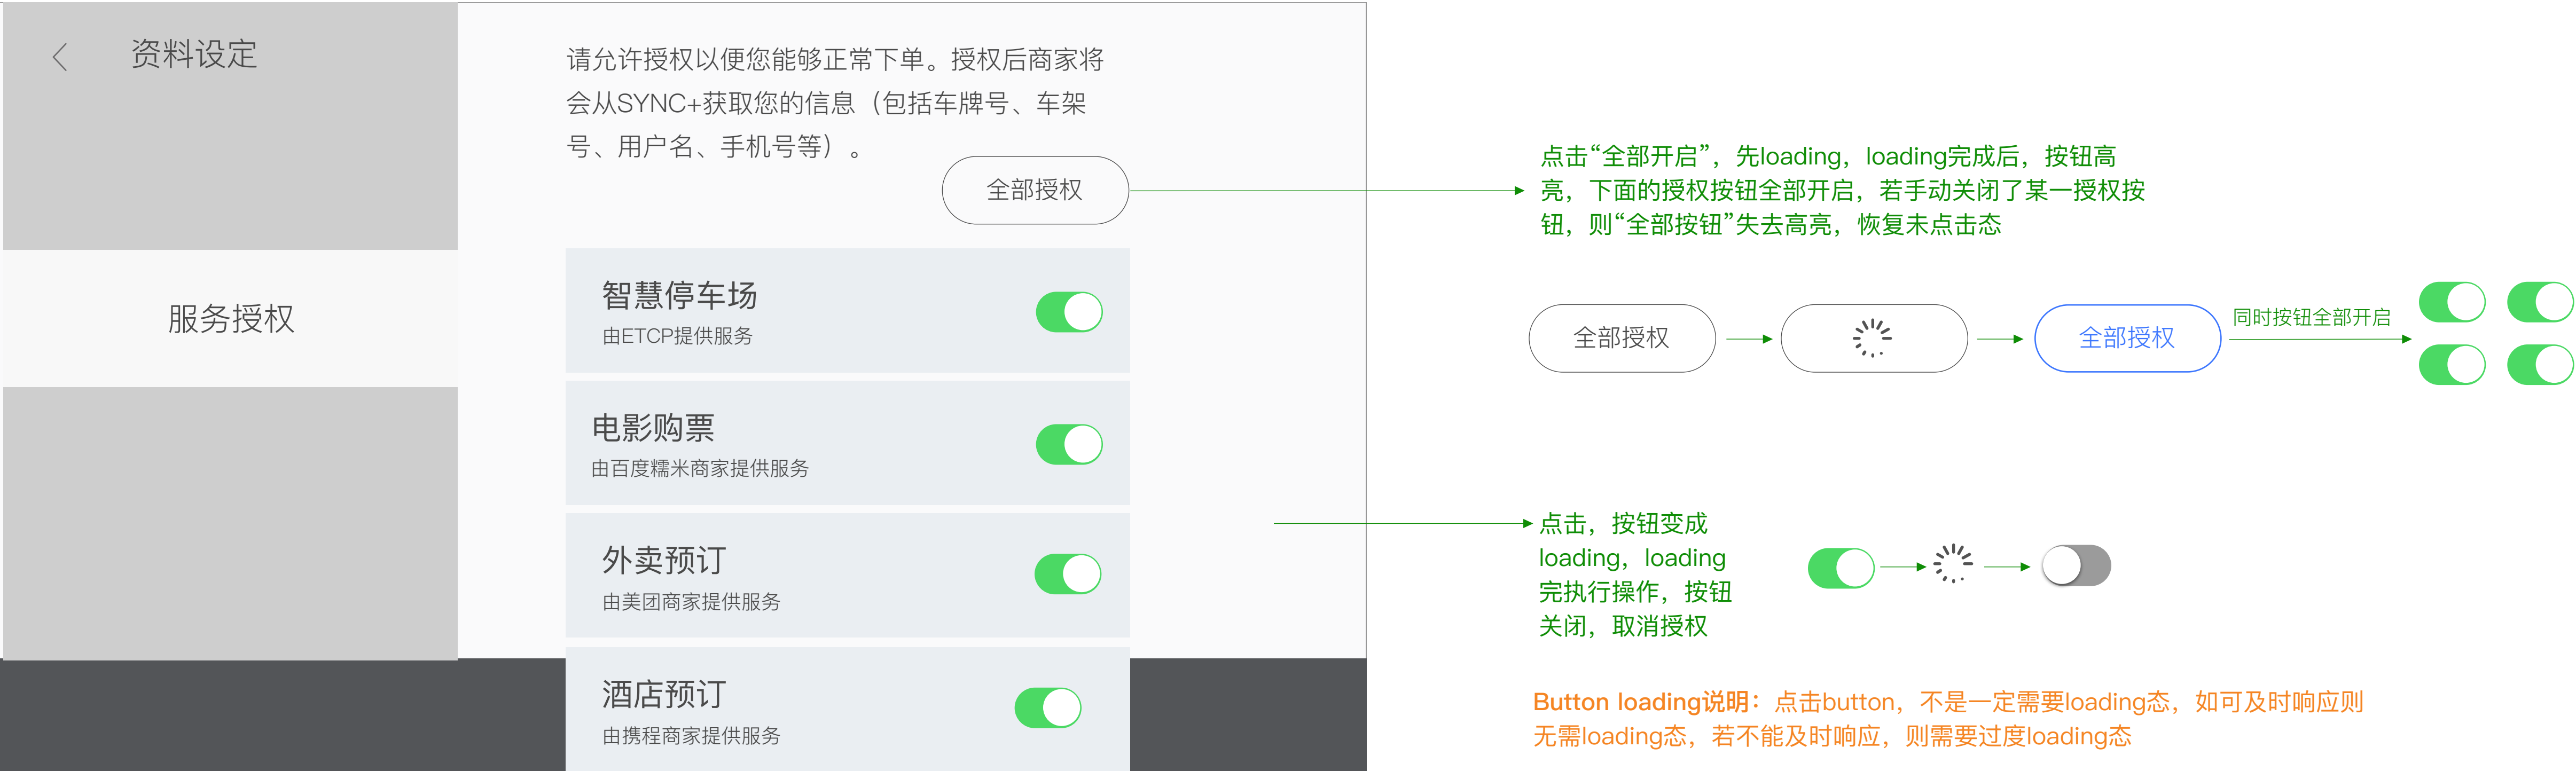 资料设定
服务授权
请允许授权以便您能够正常下单。授权后商家将
会从SYNC+获取您的信息（包括车牌号、车架
号、用户名、手机号等）。
全部授权
智慧停车场
由ETCP提供服务
电影购票
由百度糯米商家提供服务
外卖预订
由美团商家提供服务
酒店预订
由携程商家提供服务
点击“全部开启”，先loading，loading完成后，按钮高
亮，下面的授权按钮全部开启，若手动关闭了某一授权按
钮，则“全部按钮”失去高亮，恢复未点击态
全部授权
全部授权
同时按钮全部开启
点击，按钮变成
loading，loading
完执行操作，按钮
关闭，取消授权
Button loading说明：点击button，不是一定需要loading态，如可及时响应则
无需loading态，若不能及时响应，则需要过度loading态